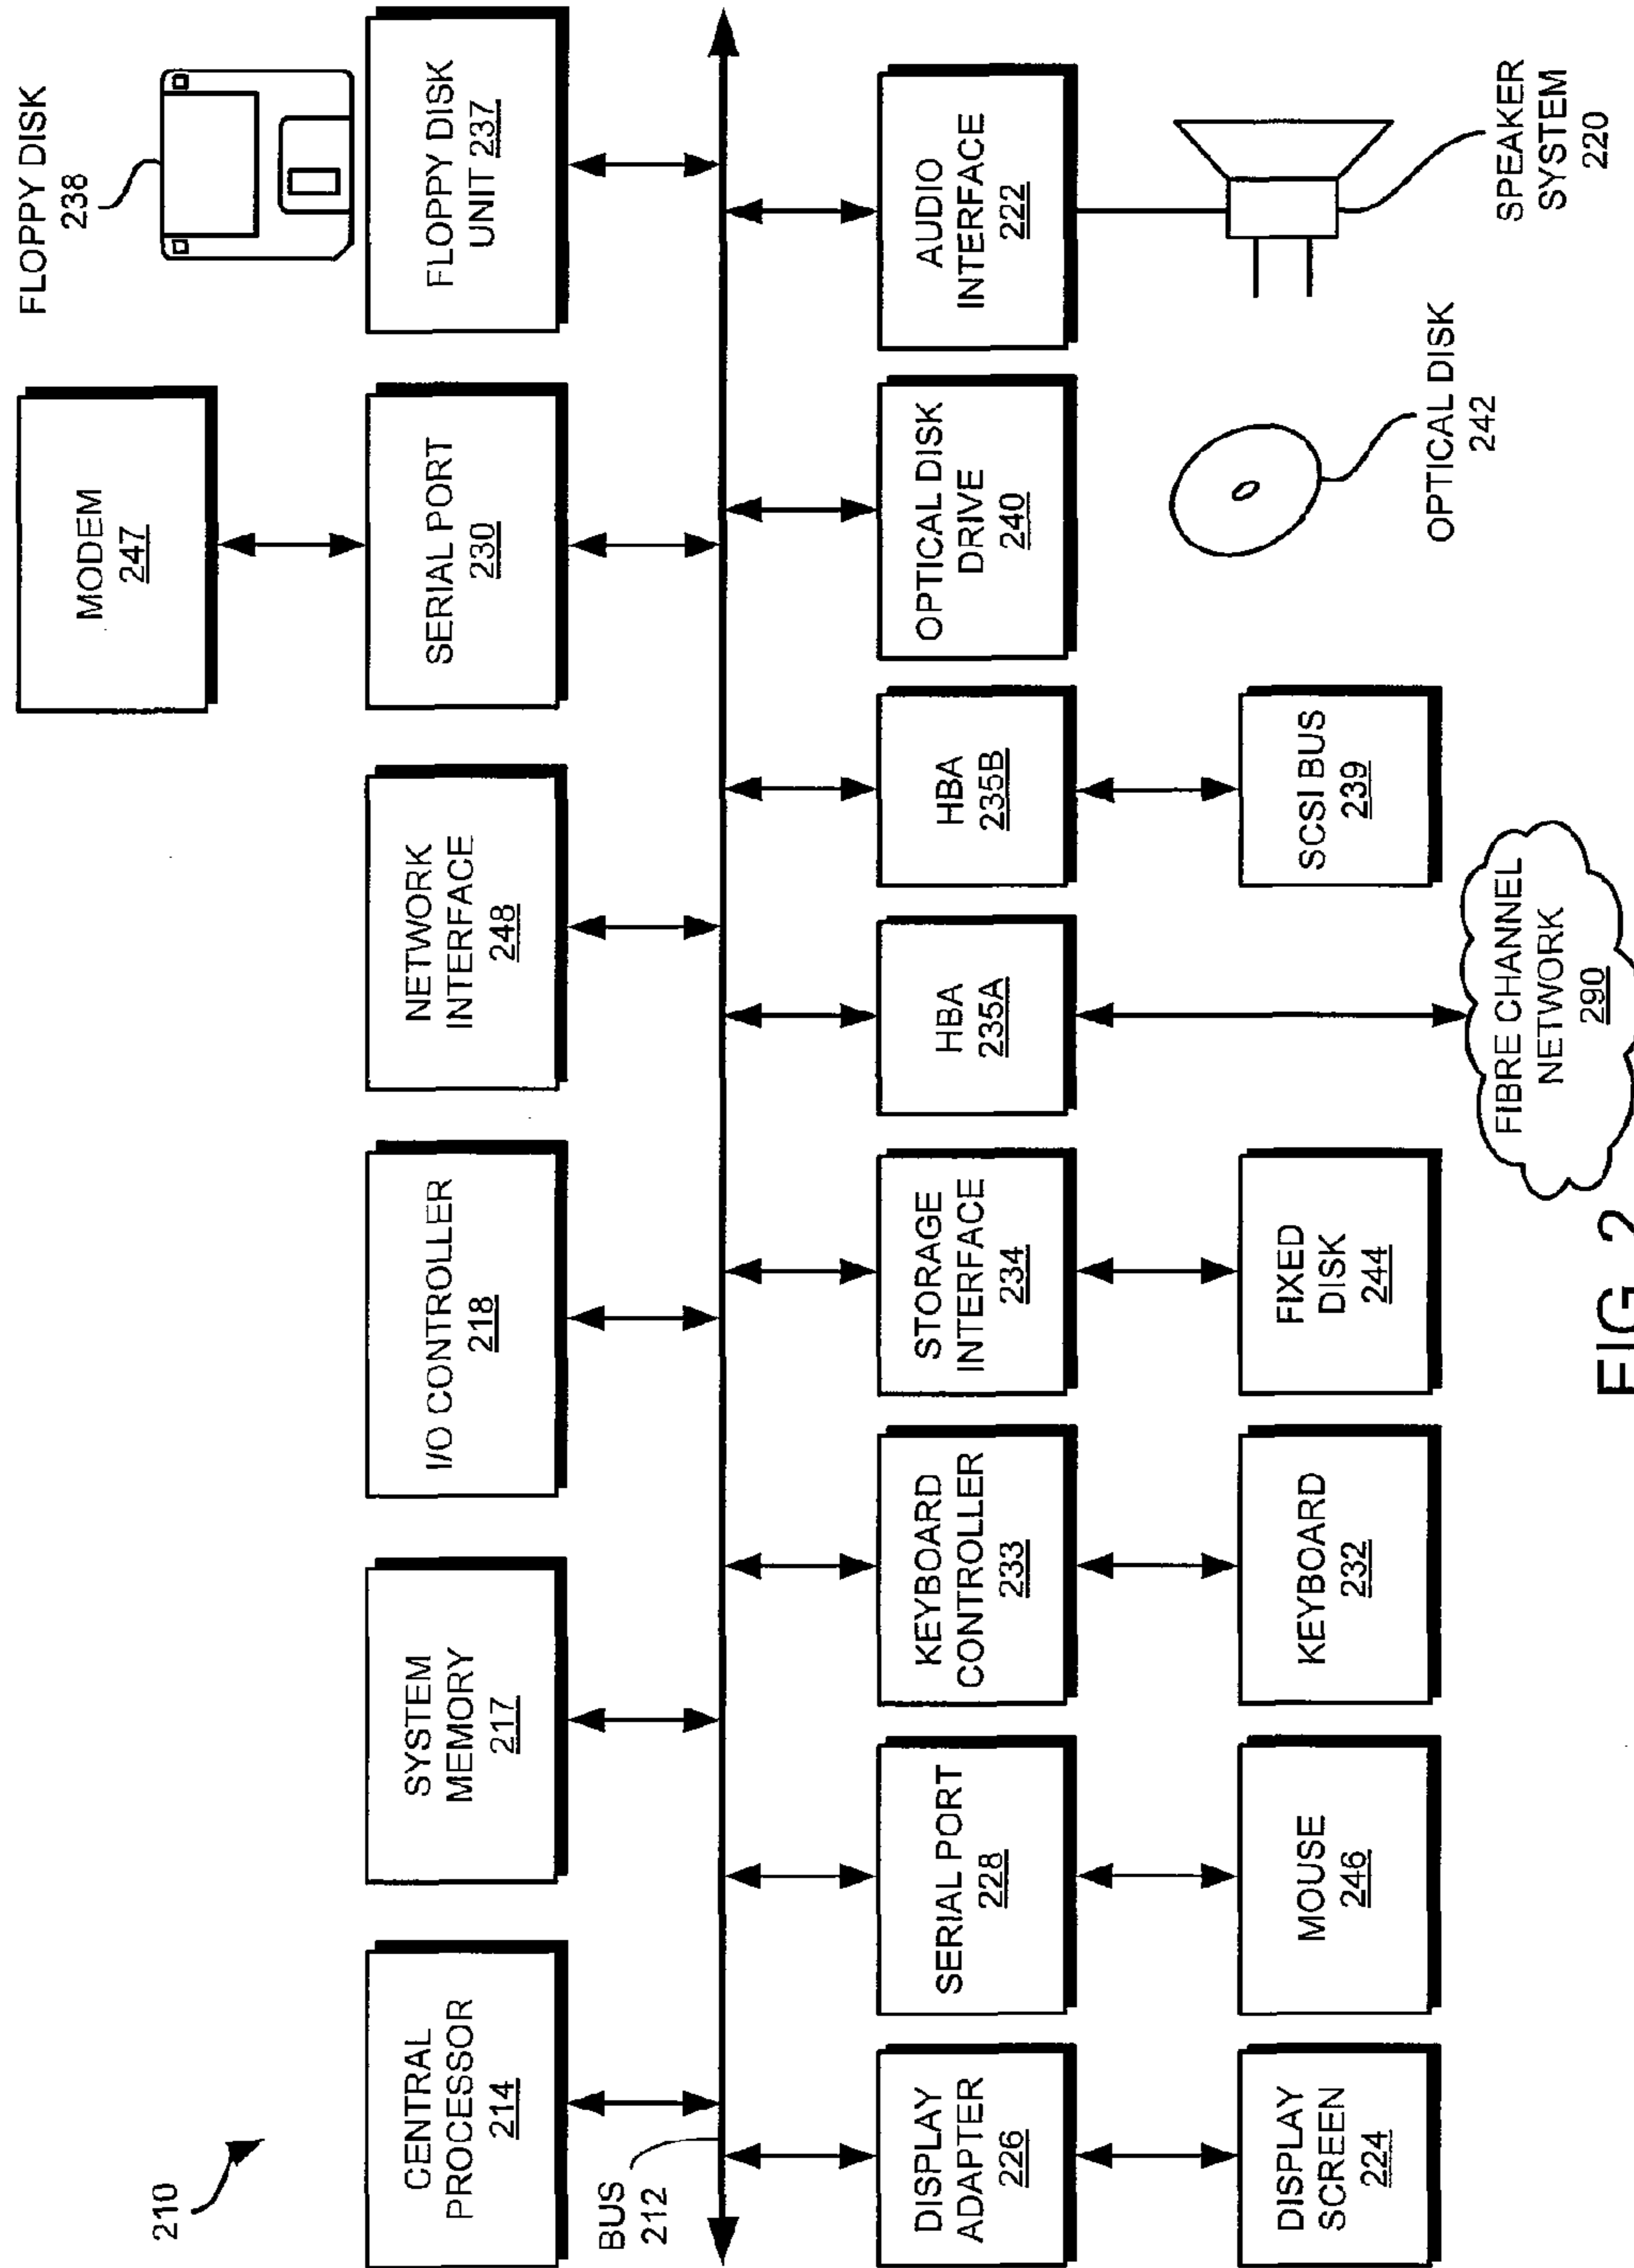 210
FLOPPY DISK
238
MODEM
247
CENTRAL
PROCESSOR
214
SYSTEM
MEMORY
217
I/O CONTROLLER
218
NETWORK
INTERFACE
248
SERIAL PORT
230
FLOPPY DISK
UNIT 237
BUS
212
DISPLAY
ADAPTER
226
SERIAL PORT
228
KEYBOARD
CONTROLLER
233
STORAGE
INTERFACE
234
HBA
235A
HBA
235B
OPTICAL DISK
DRIVE
240
AUDIO
INTERFACE
222
DISPLAY
SCREEN
224
MOUSE
246
KEYBOARD
232
FIXED
DISK
244
SCSI BUS
239
OPTICAL DISK
242
SPEAKER
SYSTEM
220
FIBRE CHANNEL
NETWORK
290
FIG. 2